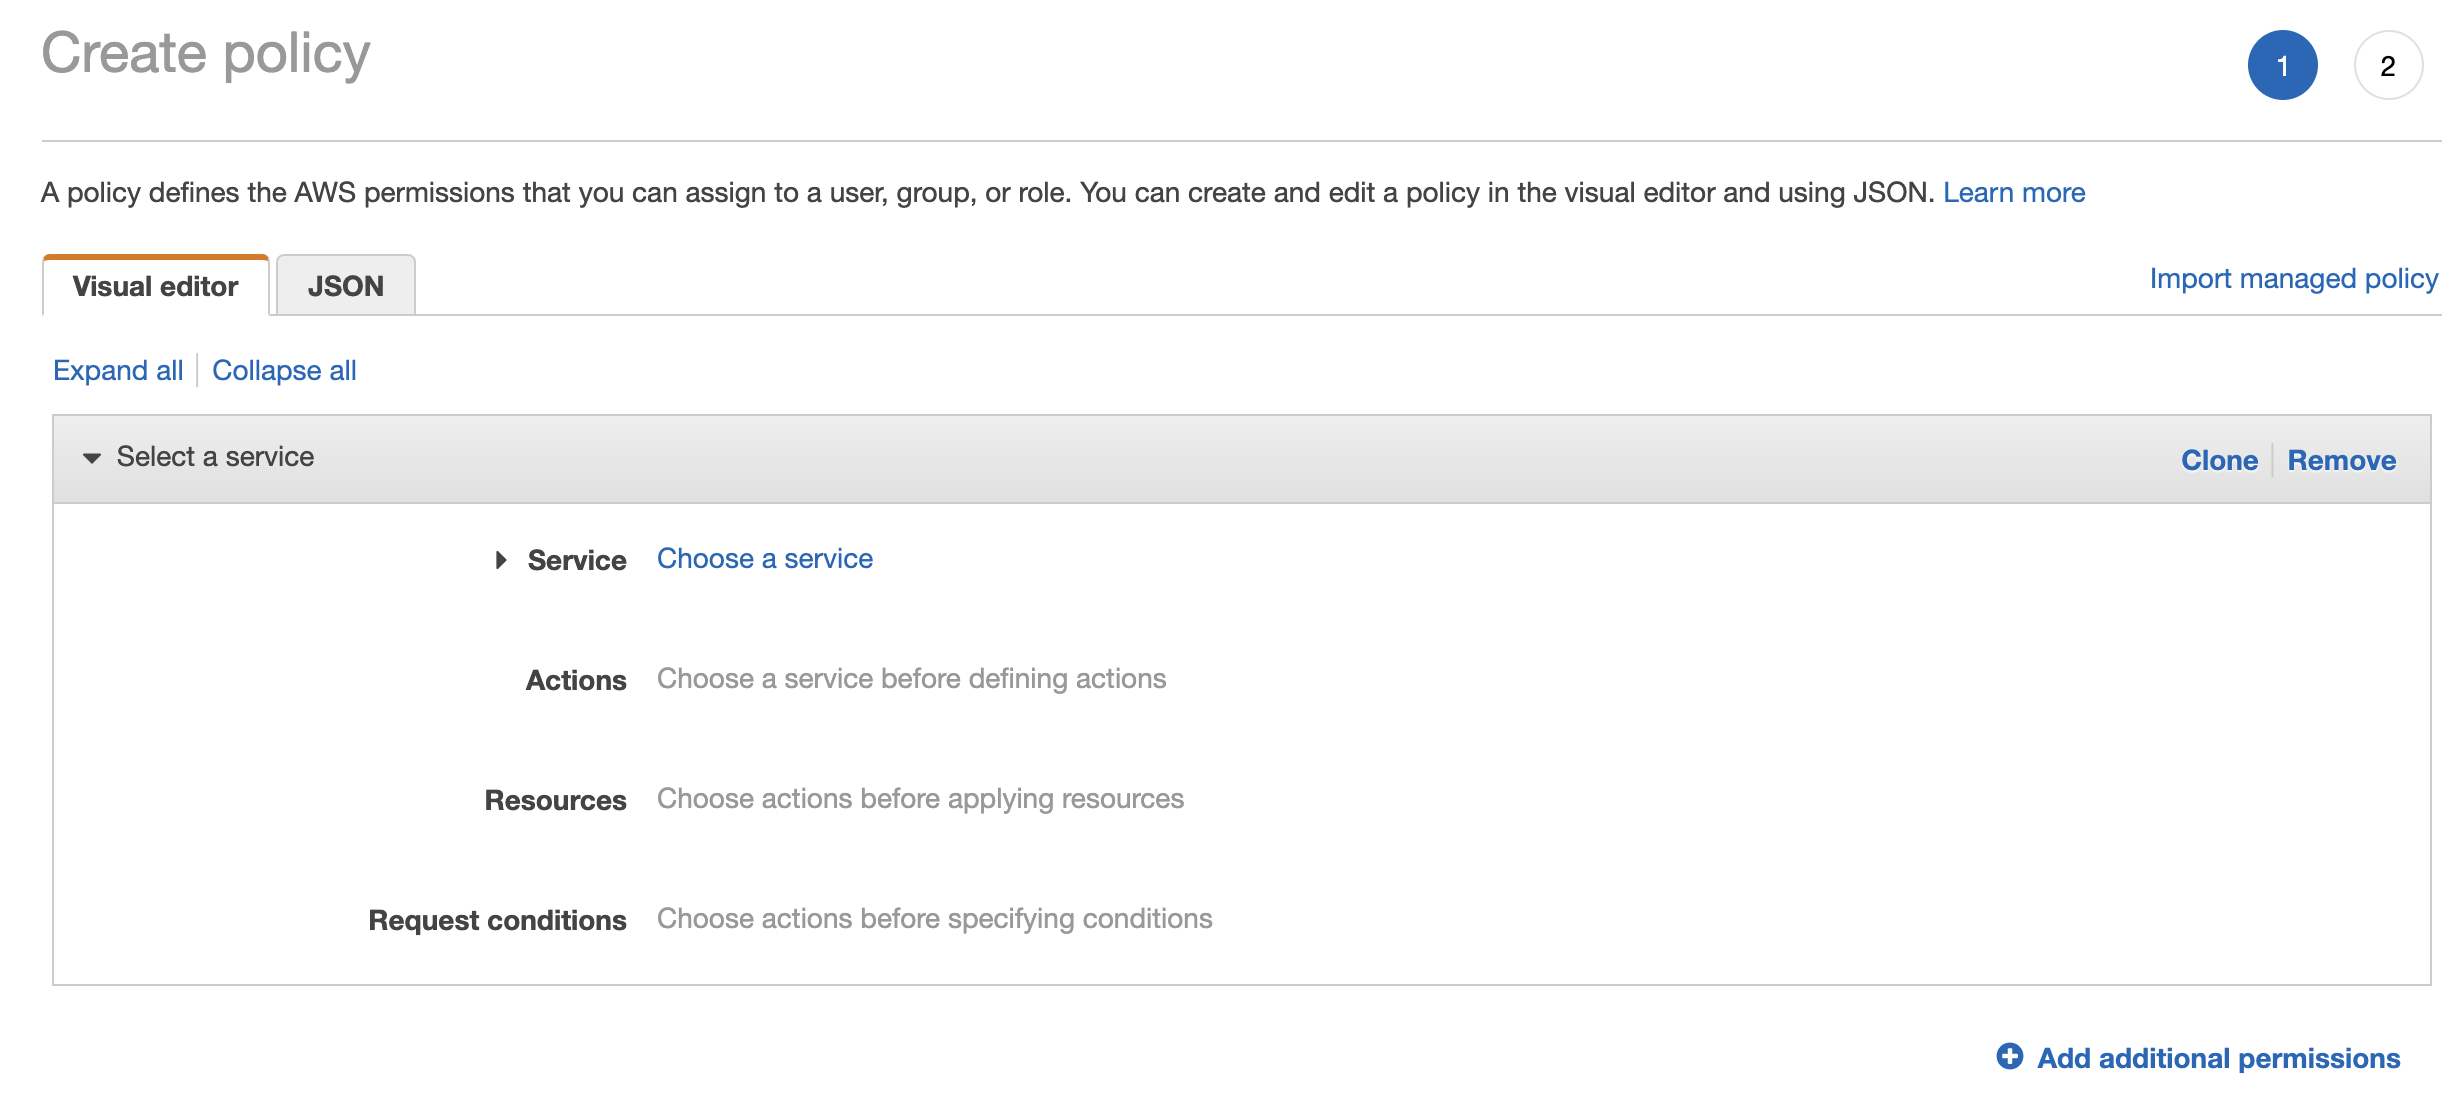 Create policy
1
2
A policy defines the AWS permissions that you can assign to a user, group, or role. You can create and edit a policy in the visual editor and using JSON. Learn more
Visual editor
JSON
Import managed policy
Expand all
Collapse all
Select a service
Clone
Remove
Service
Choose a service
Actions
Choose a service before defining actions
Resources
Choose actions before applying resources
Request conditions
Choose actions before specifying conditions
Add additional permissions